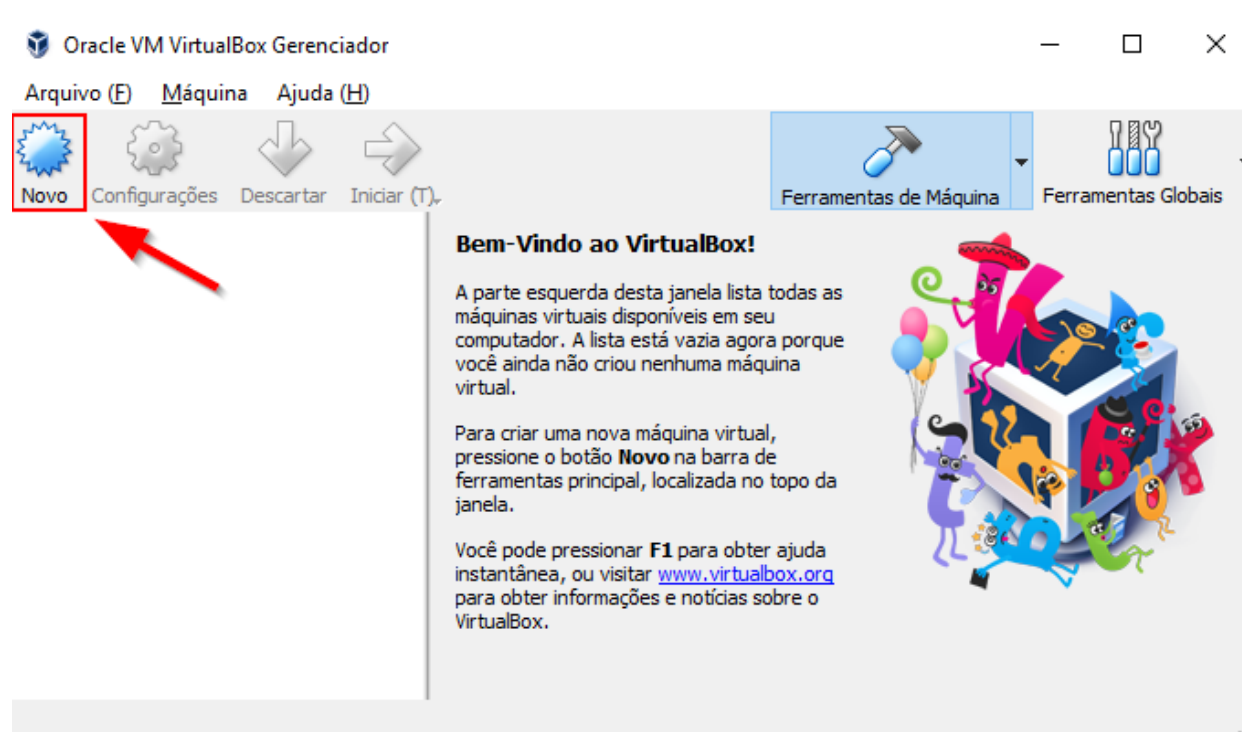 Oracle VM VirtualBox Gerenciador
Arquivo (F) Máquina Ajuda (H)
Novo Configurações Descartar Iniciar (T) Ferramentas de Máquina Ferramentas Globais
Bem-Vindo ao VirtualBox!
A parte esquerda desta janela lista todas as
máquinas virtuais disponíveis em seu
computador. A lista está vazia agora porque
você ainda não criou nenhuma máquina
virtual.
Para criar uma nova máquina virtual,
pressione o botão Novo na barra de
ferramentas principal, localizada no topo da
janela.
Você pode pressionar F1 para obter ajuda
instantânea, ou visitar www.virtualbox.org
para obter informações e notícias sobre o
VirtualBox.